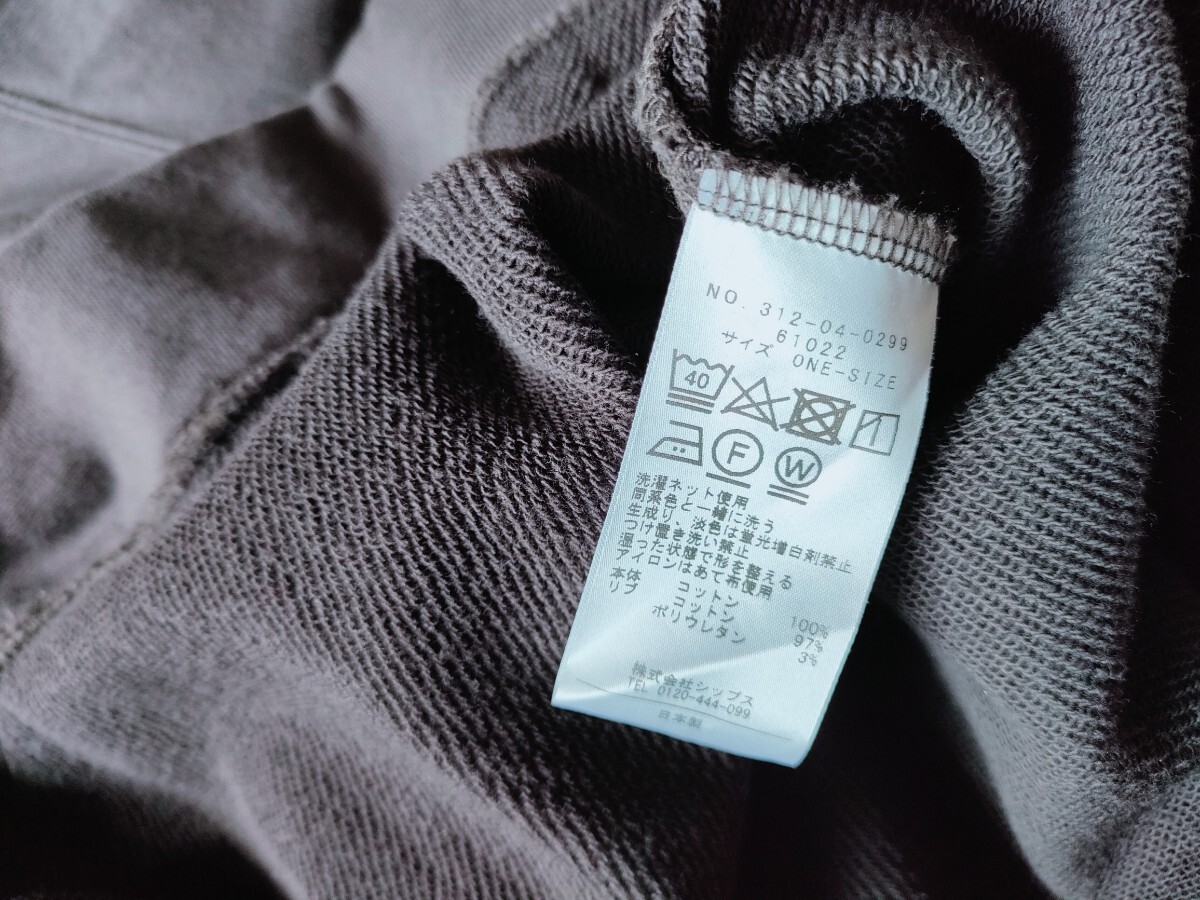 NO. 312-04-0299
61022
サイズ ONE-SIZE
40
F W
洗濯ネット使用
同系色と一緒に洗う
生成り、淡色は蛍光増白剤禁止
つけ置き洗い禁止
湿った状態で形を整える
アイロンはあて布使用
本体 コットン 100%
リブ コットン 97%
ポリウレタン 3%
株式会社シップス
TEL 0120-444-099
日本製